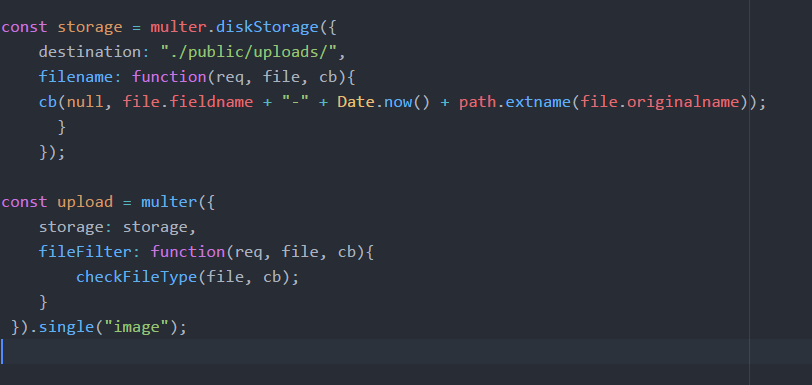 const storage = multer.diskStorage({
    destination: "./public/uploads/",
    filename: function(req, file, cb){
    cb(null, file.fieldname + "-" + Date.now() + path.extname(file.originalname));
      }
    });

const upload = multer({
    storage: storage,
    fileFilter: function(req, file, cb){
        checkFileType(file, cb);
    }
 }).single("image");